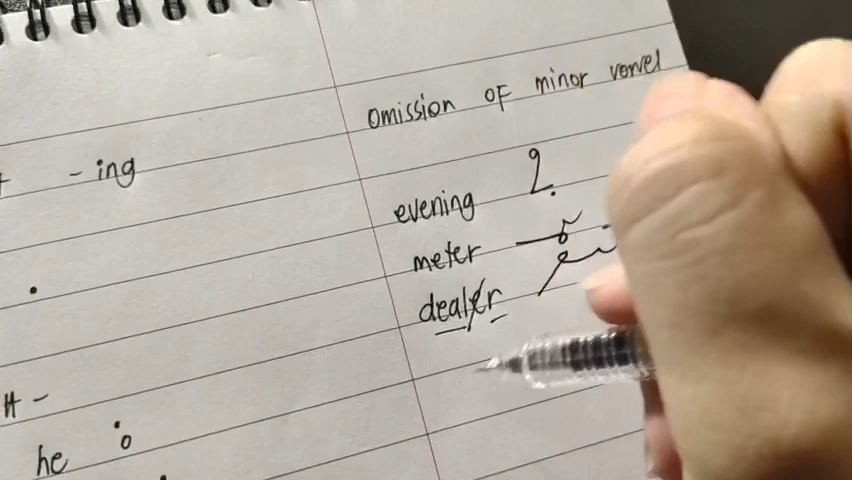 omission of minor vowel
- ing
evening
meter
dealer
he